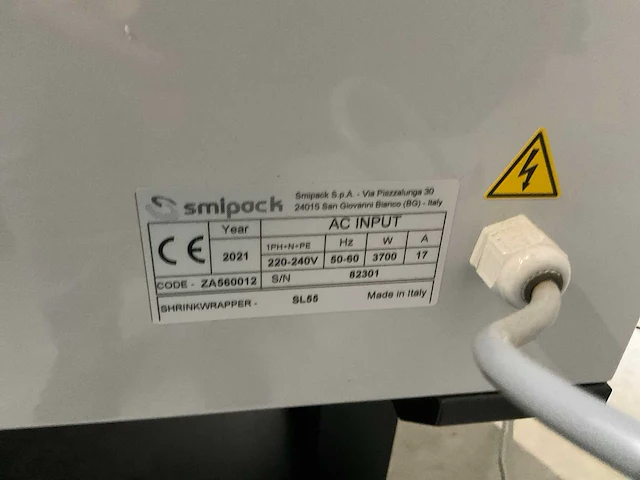 smipack
Smipack S.p.A. - Via Piazzalunga 30
24015 San Giovanni Bianco (BG) - Italy
CE
Year
2021
AC INPUT
1PH+N+PE Hz W A
220-240V 50-60 3700 17
CODE - ZA560012 S/N 82301
SHRINKWRAPPER - SL55 Made in Italy